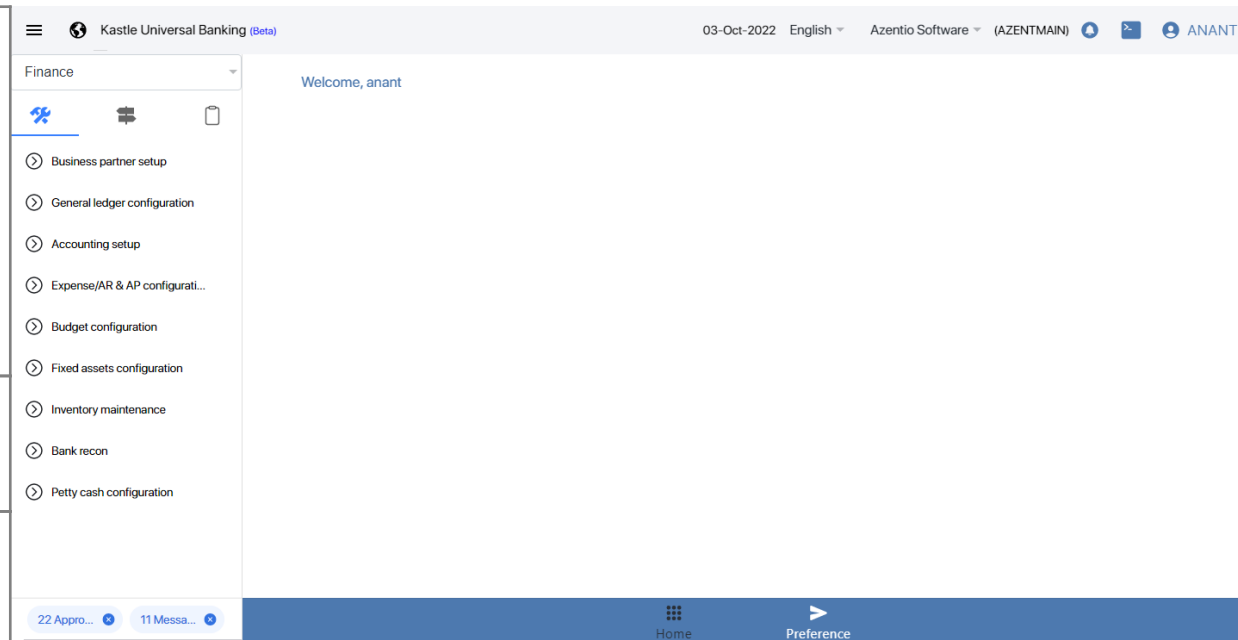 Kastle Universal Banking (Beta)
03-Oct-2022 English Azentio Software (AZENTMAIN) ANANT
Finance
Welcome, anant
Business partner setup
General ledger configuration
Accounting setup
Expense/AR & AP configurati...
Budget configuration
Fixed assets configuration
Inventory maintenance
Bank recon
Petty cash configuration
22 Appro... 11 Messa...
Home
Preference